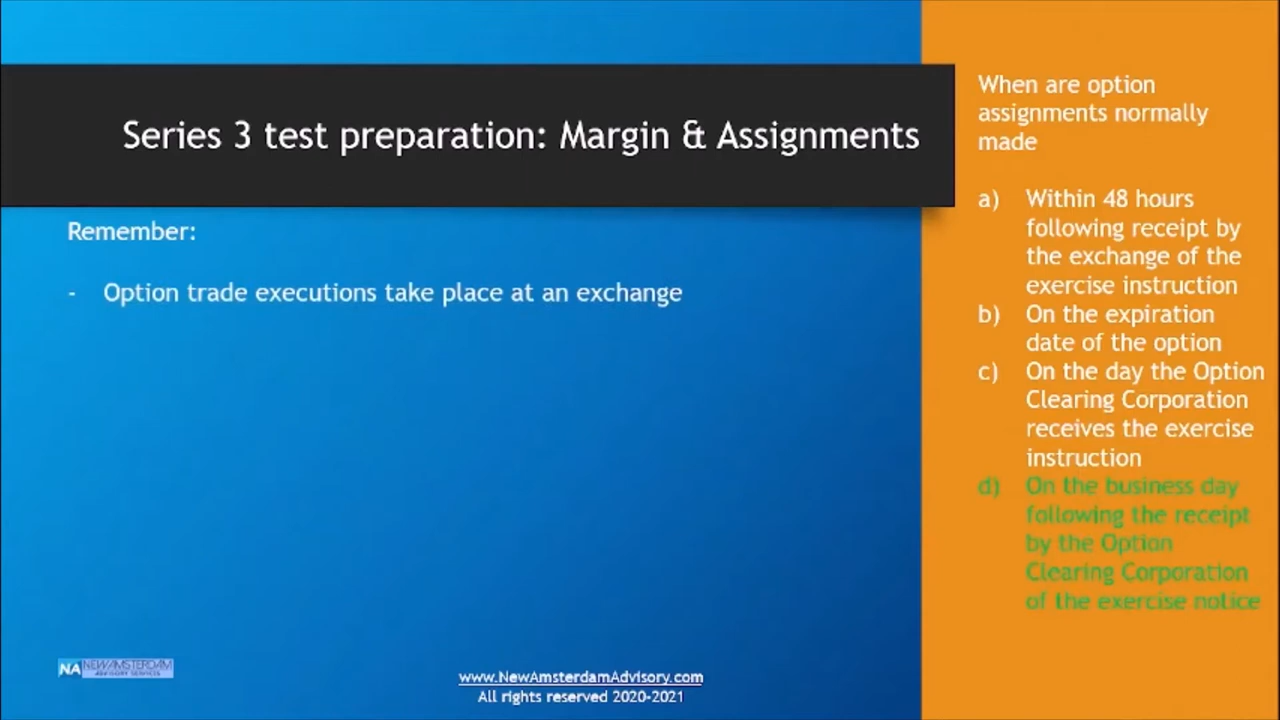 Series 3 test preparation: Margin & Assignments
Remember:
- Option trade executions take place at an exchange
When are option
assignments normally
made
a) Within 48 hours
following receipt by
the exchange of the
exercise instruction
b) On the expiration
date of the option
c) On the day the Option
Clearing Corporation
receives the exercise
instruction
d) On the business day
following the receipt
by the Option
Clearing Corporation
of the exercise notice
NA NEW AMSTERDAM
ADVISORY SERVICES
www.NewAmsterdamAdvisory.com
All rights reserved 2020-2021